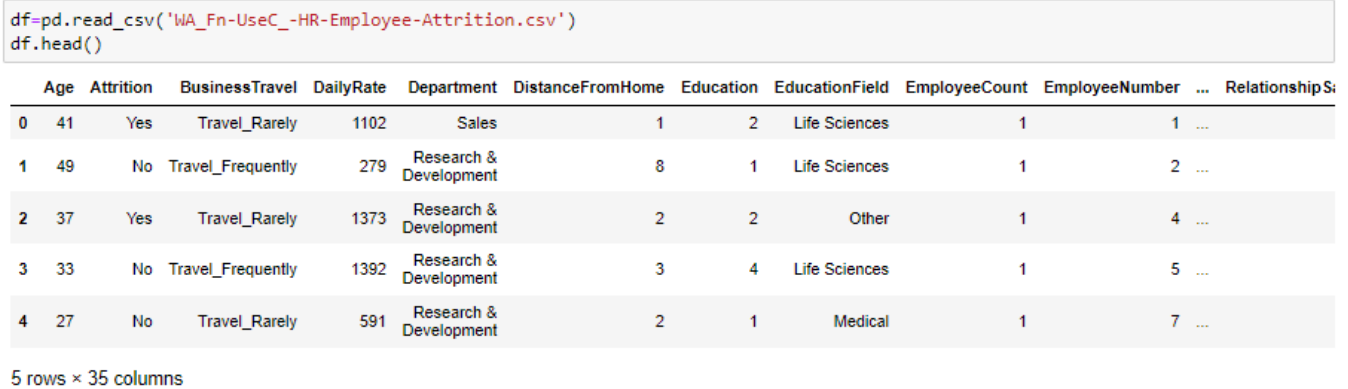 df=pd.read_csv('WA_Fn-UseC_-HR-Employee-Attrition.csv')
df.head()
Age Attrition BusinessTravel DailyRate Department DistanceFromHome Education EducationField EmployeeCount EmployeeNumber ... RelationshipSa
0 41 Yes Travel_Rarely 1102 Sales 1 2 Life Sciences 1 1 ...
1 49 No Travel_Frequently 279 Research & Development 8 1 Life Sciences 1 2 ...
2 37 Yes Travel_Rarely 1373 Research & Development 2 2 Other 1 4 ...
3 33 No Travel_Frequently 1392 Research & Development 3 4 Life Sciences 1 5 ...
4 27 No Travel_Rarely 591 Research & Development 2 1 Medical 1 7 ...
5 rows × 35 columns